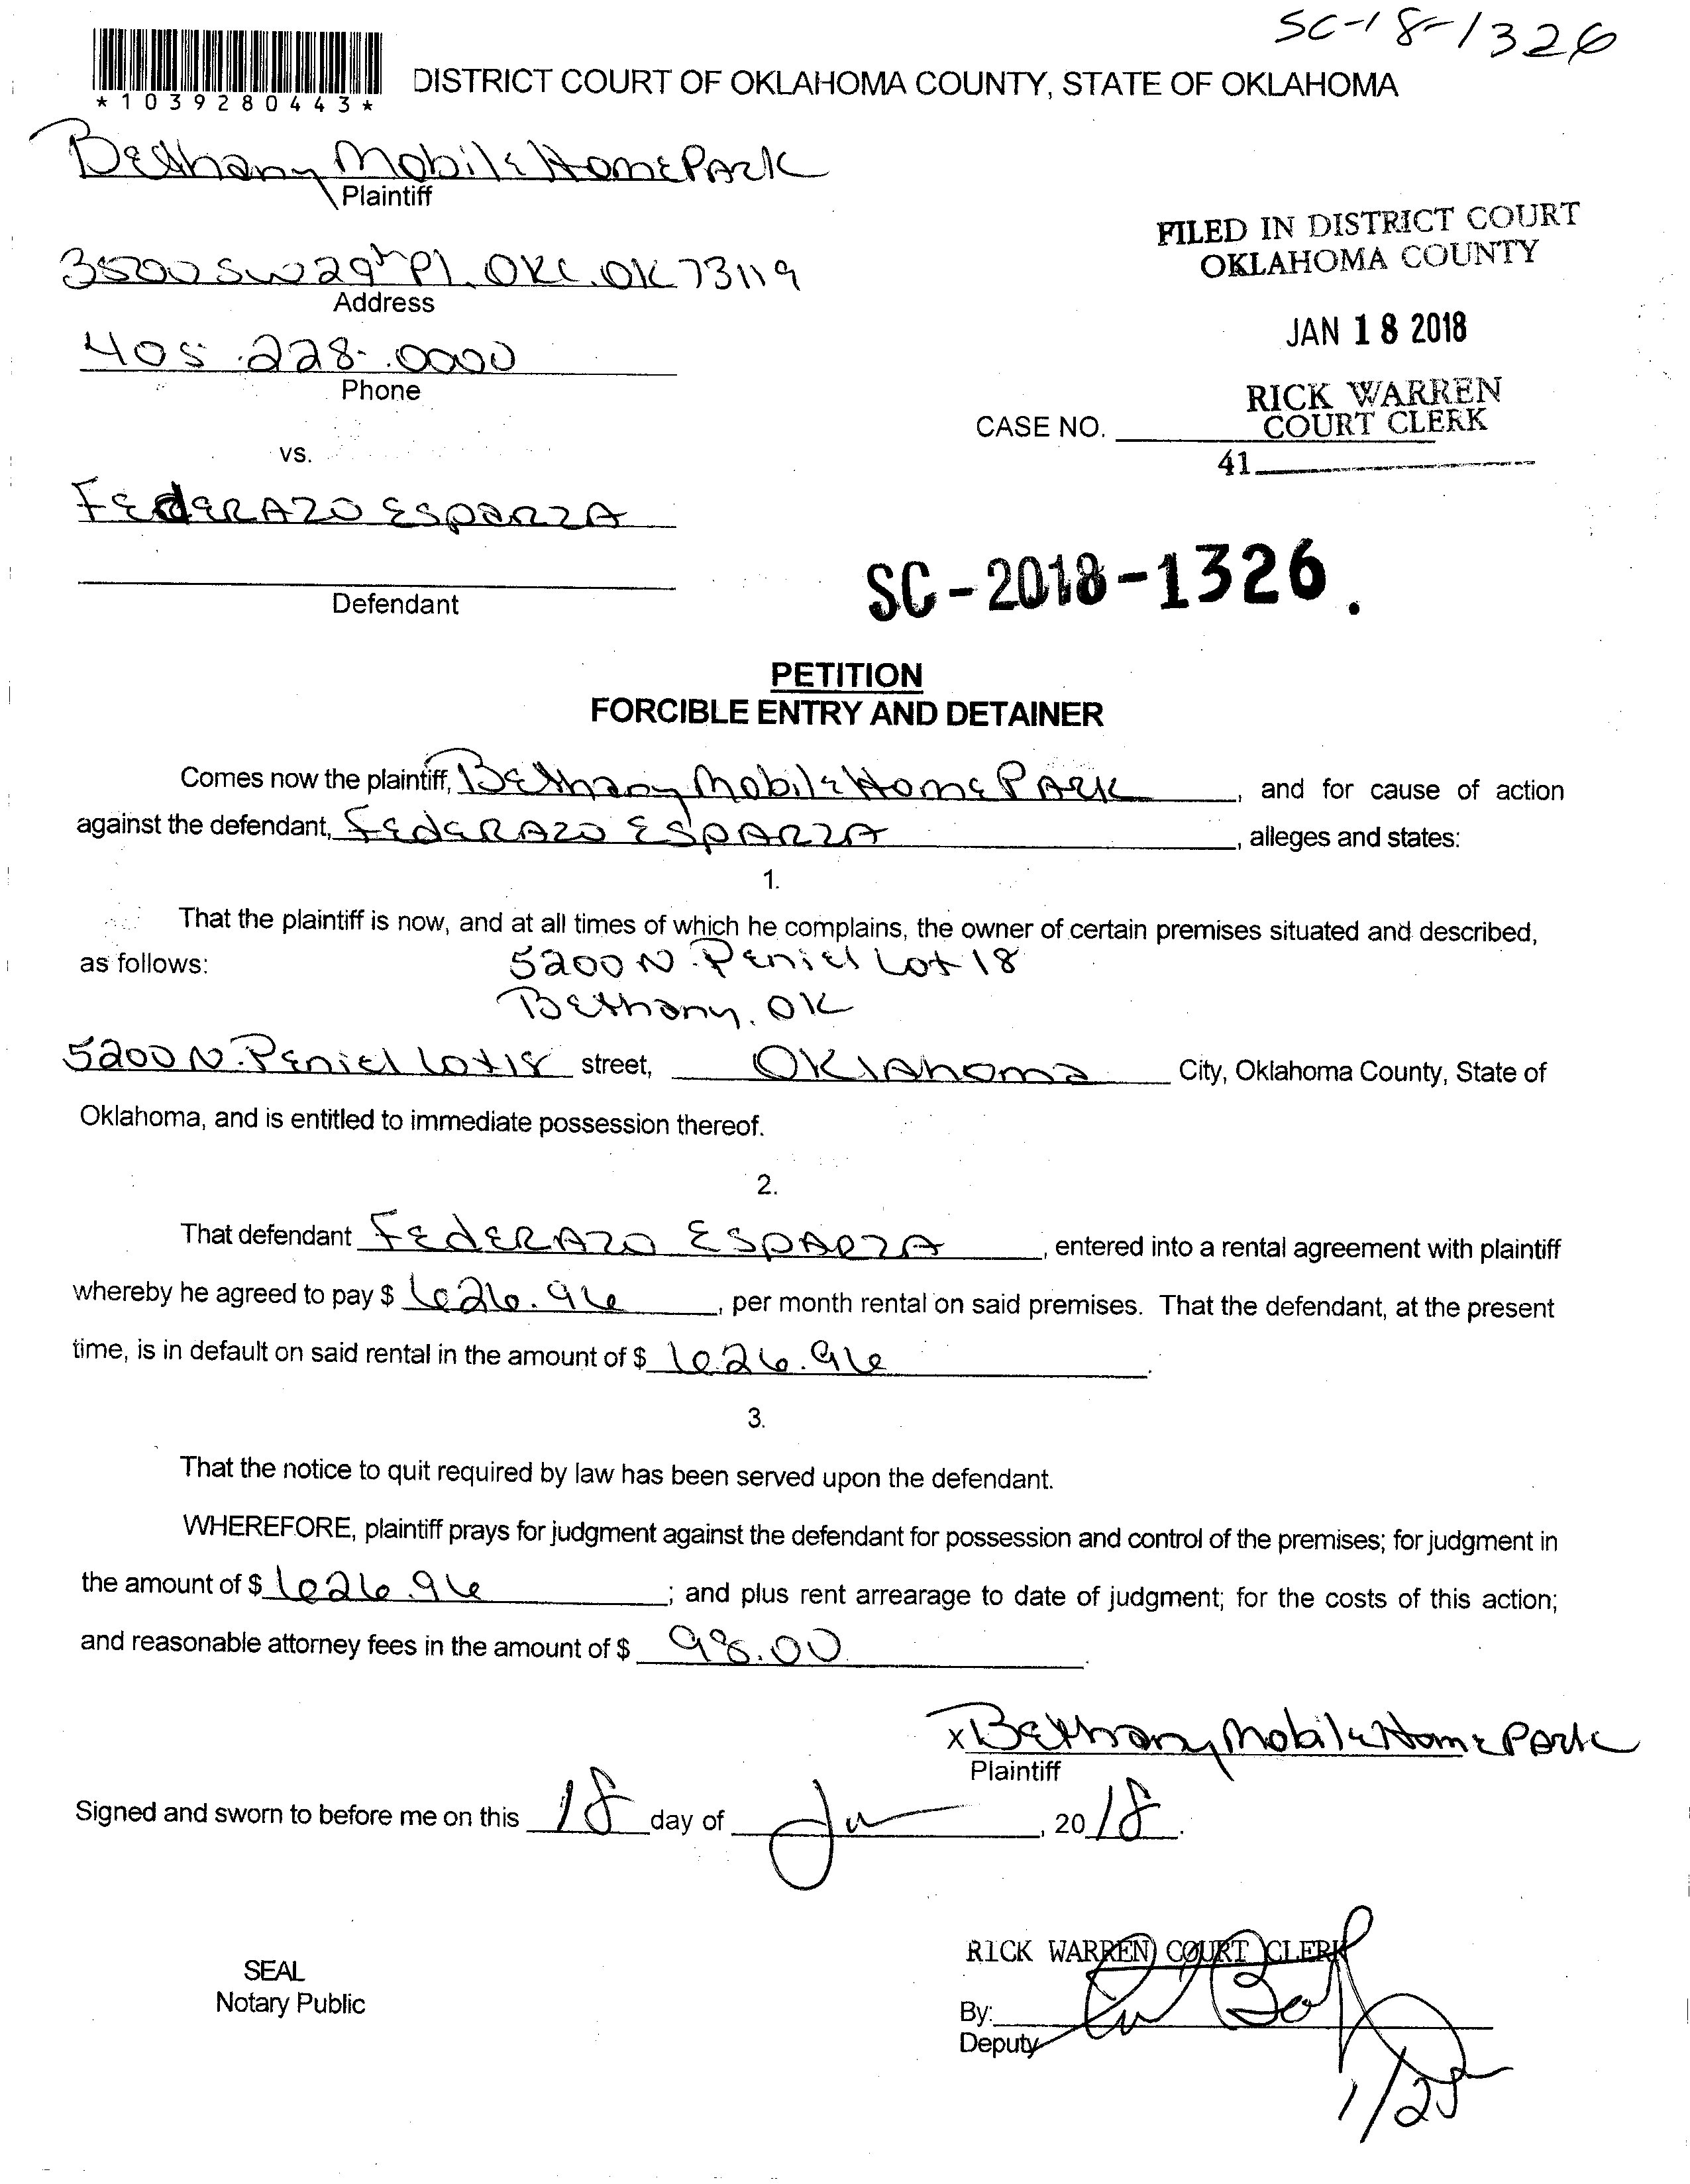 SC-18-1326
*1039280443*
DISTRICT COURT OF OKLAHOMA COUNTY, STATE OF OKLAHOMA
Bethany Mobile Home Park
Plaintiff
FILED IN DISTRICT COURT
OKLAHOMA COUNTY
3500 SW 29th Pl. OKC. OK 73119
Address
JAN 18 2018
405.228.0000
Phone
RICK WARREN
COURT CLERK
CASE NO.
41
vs.
FEdERAZO ESPARZA
Defendant
SC-2018-1326.
PETITION
FORCIBLE ENTRY AND DETAINER
Comes now the plaintiff, Bethany Mobile Home Park, and for cause of action
against the defendant, FEdERAZO ESPARZA, alleges and states:
1.
That the plaintiff is now, and at all times of which he complains, the owner of certain premises situated and described,
as follows: 5200 N. Peniel Lot 18
Bethany, OK
5200 N. Peniel Lot 18 street, Oklahoma City, Oklahoma County, State of
Oklahoma, and is entitled to immediate possession thereof.
2.
That defendant FEdERAZO ESPARZA, entered into a rental agreement with plaintiff
whereby he agreed to pay $ 626.96, per month rental on said premises. That the defendant, at the present
time, is in default on said rental in the amount of $ 626.96.
3.
That the notice to quit required by law has been served upon the defendant.
WHEREFORE, plaintiff prays for judgment against the defendant for possession and control of the premises; for judgment in
the amount of $ 626.96; and plus rent arrearage to date of judgment; for the costs of this action;
and reasonable attorney fees in the amount of $ 98.00.
x Bethany Mobile Home Park
Plaintiff
Signed and sworn to before me on this 18 day of Jan, 2018.
RICK WARREN COURT CLERK
SEAL
Notary Public
By:
Deputy